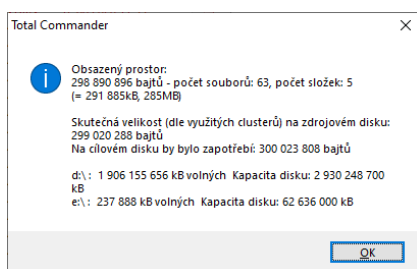 Total Commander
Obsazený prostor:
298 890 896 bajtů - počet souborů: 63, počet složek: 5
(= 291 885kB, 285MB)
Skutečná velikost (dle využitých clusterů) na zdrojovém disku:
299 020 288 bajtů
Na cílovém disku by bylo zapotřebí: 300 023 808 bajtů
d:\ : 1 906 155 656 kB volných Kapacita disku: 2 930 248 700
kB
e:\ : 237 888 kB volných Kapacita disku: 62 636 000 kB
OK